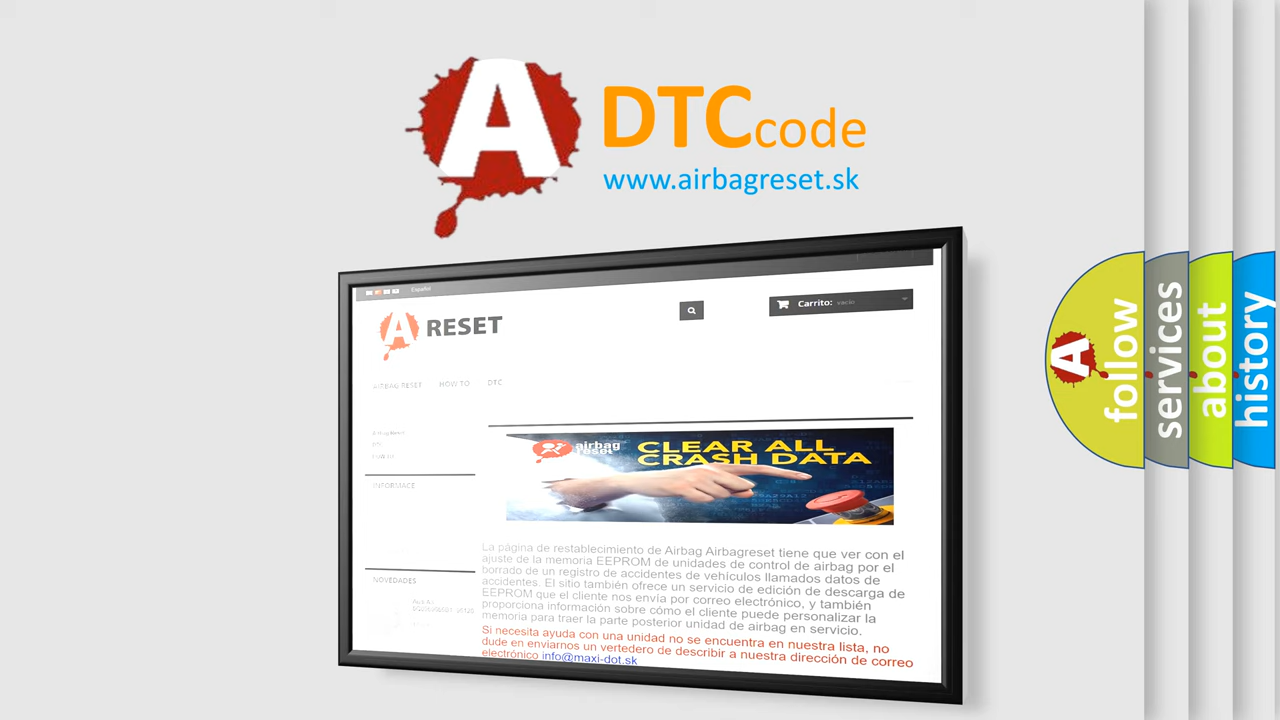 A
DTCcode
www.airbagreset.sk
Español
A RESET
Carrito: vacío
AIRBAG RESET HOW TO DTC
INFORMACE
NOVEDADES
airbag
reset
CLEAR ALL
CRASH DATA
La página de restablecimiento de Airbag Airbagreset tiene que ver con el
ajuste de la memoria EEPROM de unidades de control de airbag por el
borrado de un registro de accidentes de vehículos llamados datos de
accidentes. El sitio también ofrece un servicio de edición de descarga de
EEPROM que el cliente nos envía por correo electrónico, y también
proporciona información sobre cómo el cliente puede personalizar la
memoria para traer la parte posterior unidad de airbag en servicio.
Si necesita ayuda con una unidad no se encuentra en nuestra lista, no
dude en enviarnos un vertedero de describir a nuestra dirección de correo
electrónico info@maxi-dot.sk
A
follow
services
about
history